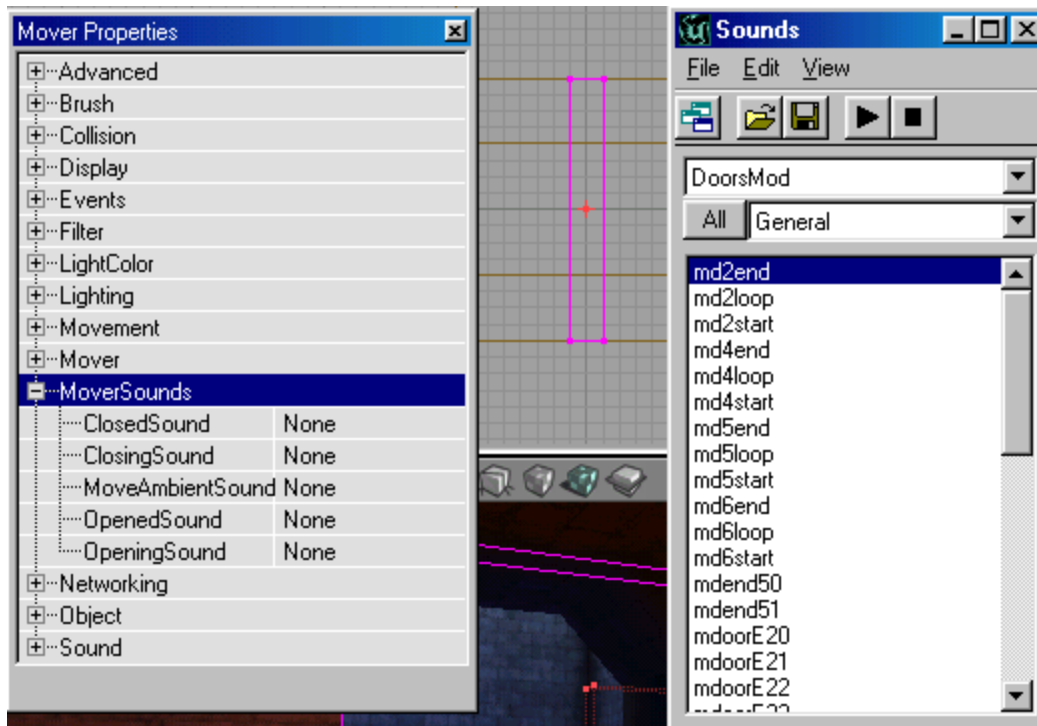 Mover Properties
Advanced
Brush
Collision
Display
Events
Filter
LightColor
Lighting
Movement
Mover
MoverSounds
ClosedSound None
ClosingSound None
MoveAmbientSound None
OpenedSound None
OpeningSound None
Networking
Object
Sound
Sounds
File Edit View
DoorsMod
All General
md2end
md2loop
md2start
md4end
md4loop
md4start
md5end
md5loop
md5start
md6end
md6loop
md6start
mdend50
mdend51
mdoorE20
mdoorE21
mdoorE22